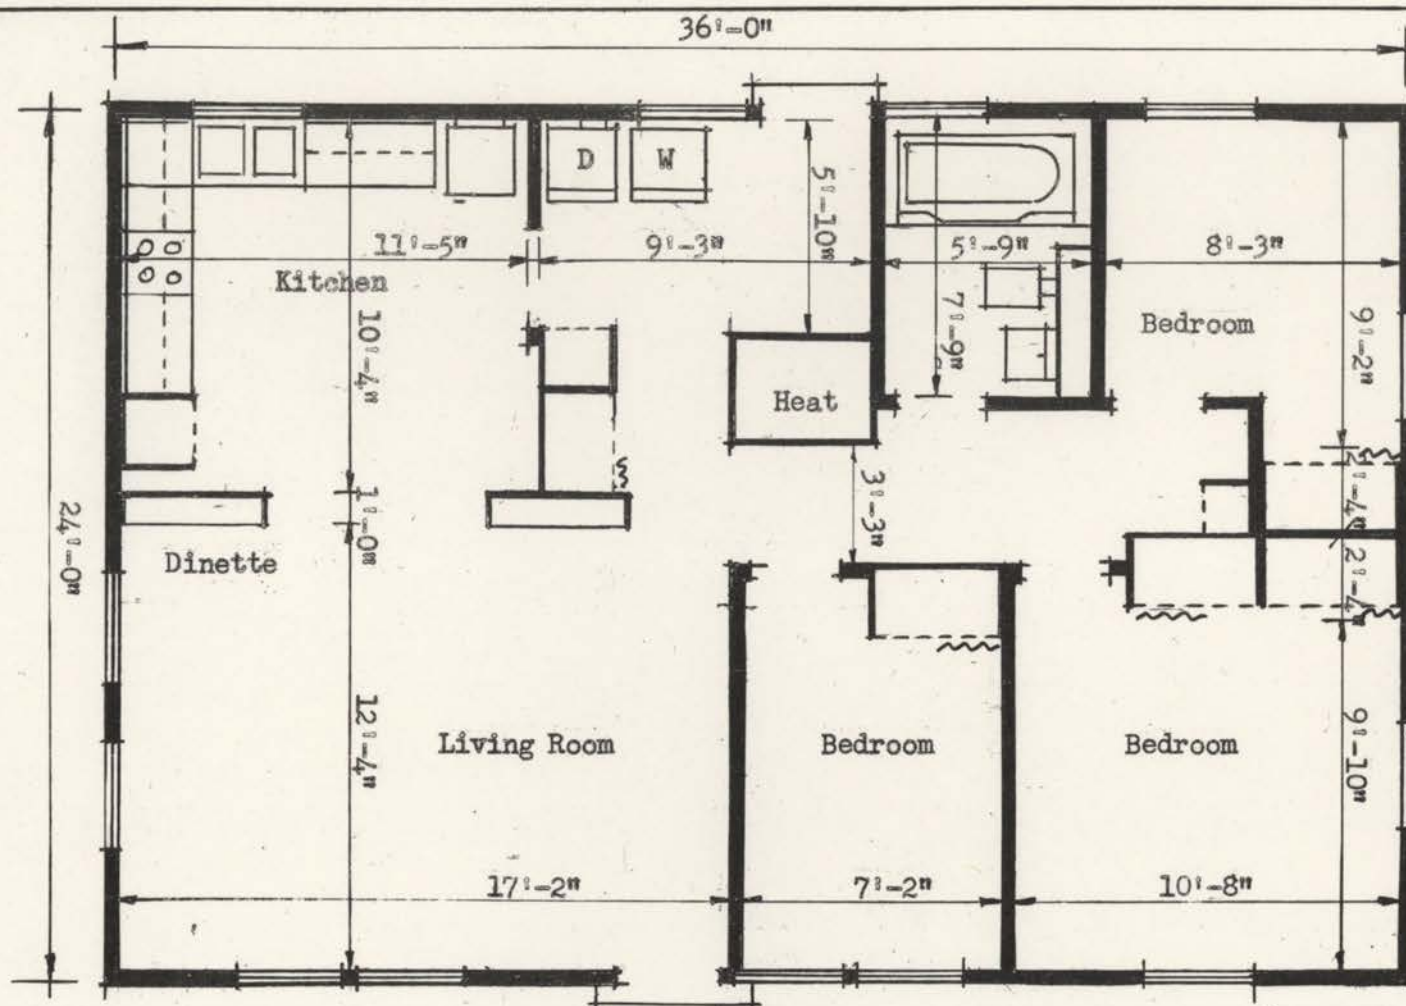 36'-0"
D W
5'-10"
11'-5" 9'-3" 5'-9" 8'-3"
Kitchen
10'-4"
7'-9"
Bedroom
9'-2"
Heat
24'-0"
1'-0"
3'-3"
2'-4"
Dinette
2'-4"
12'-4"
Living Room Bedroom Bedroom
9'-10"
17'-2" 7'-2" 10'-8"